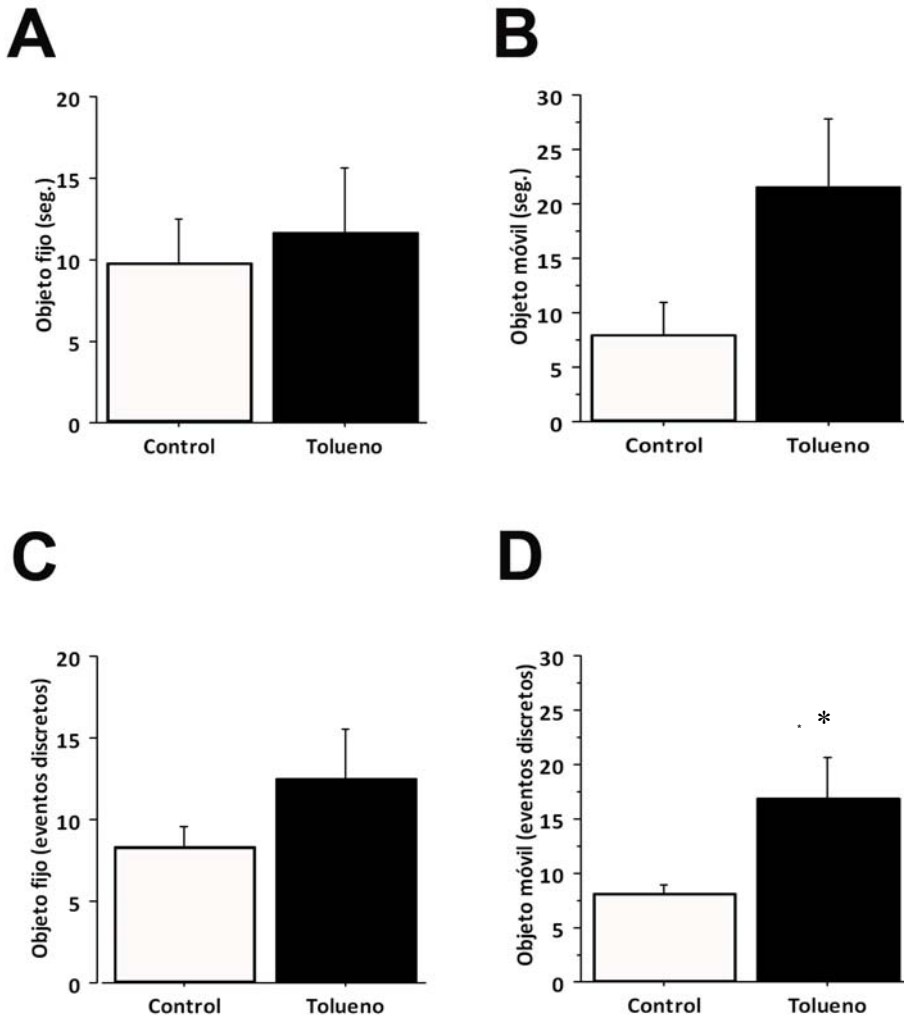 A
Objeto fijo (seg.)
20
15
10
5
0
Control Tolueno
B
Objeto móvil (seg.)
30
25
20
15
10
5
0
Control Tolueno
C
Objeto fijo (eventos discretos)
20
15
10
5
0
Control Tolueno
D
Objeto móvil (eventos discretos)
30
25
20
15
10
5
0
*
Control Tolueno